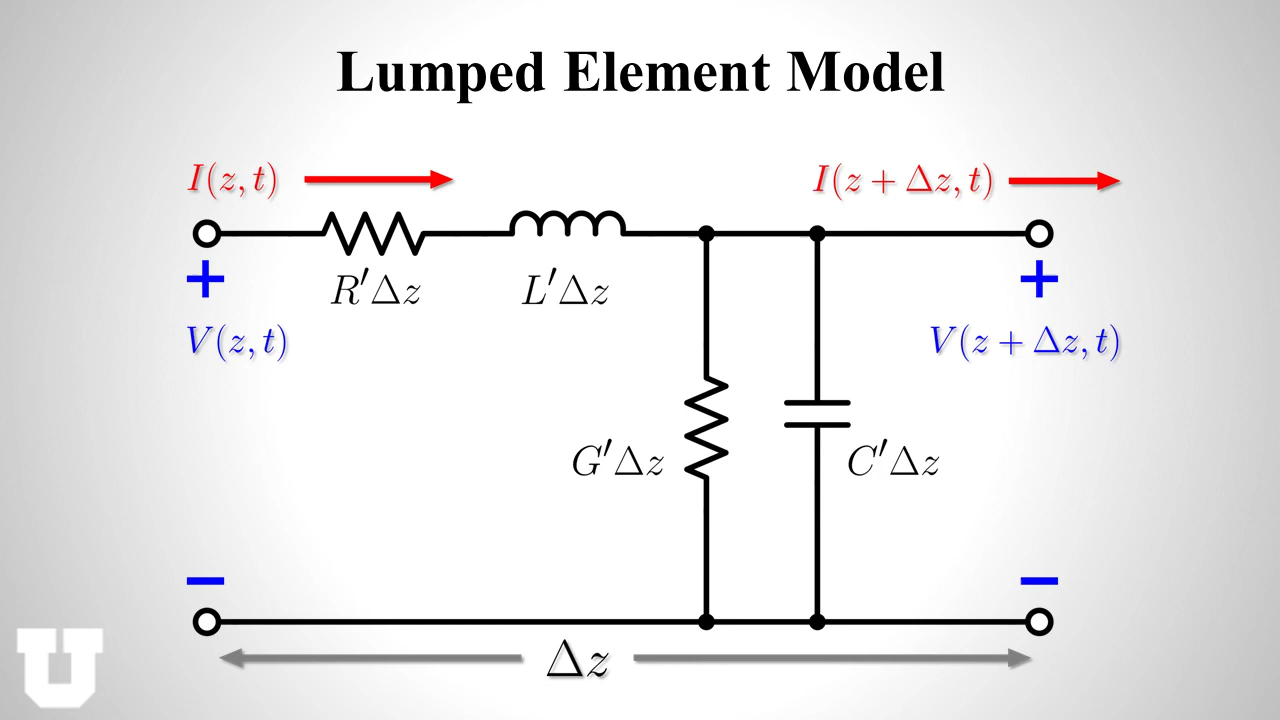 Lumped Element Model
I(z, t)
I(z + Δz, t)
+
+
R′Δz
L′Δz
V(z, t)
V(z + Δz, t)
G′Δz
C′Δz
−
−
Δz
U